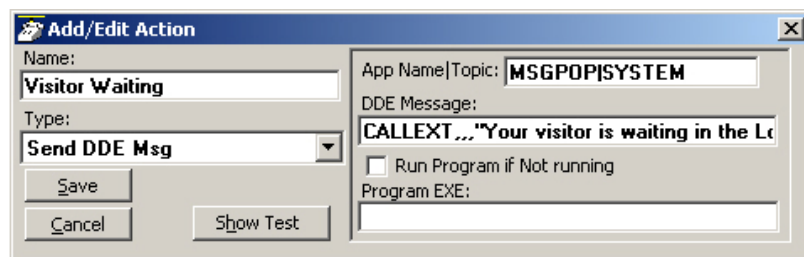 Add/Edit Action
Name:
Visitor Waiting
Type:
Send DDE Msg
Save
Cancel
Show Test
App Name|Topic: MSGPOP|SYSTEM
DDE Message:
CALLEXT,,,"Your visitor is waiting in the
Run Program if Not running
Program EXE: